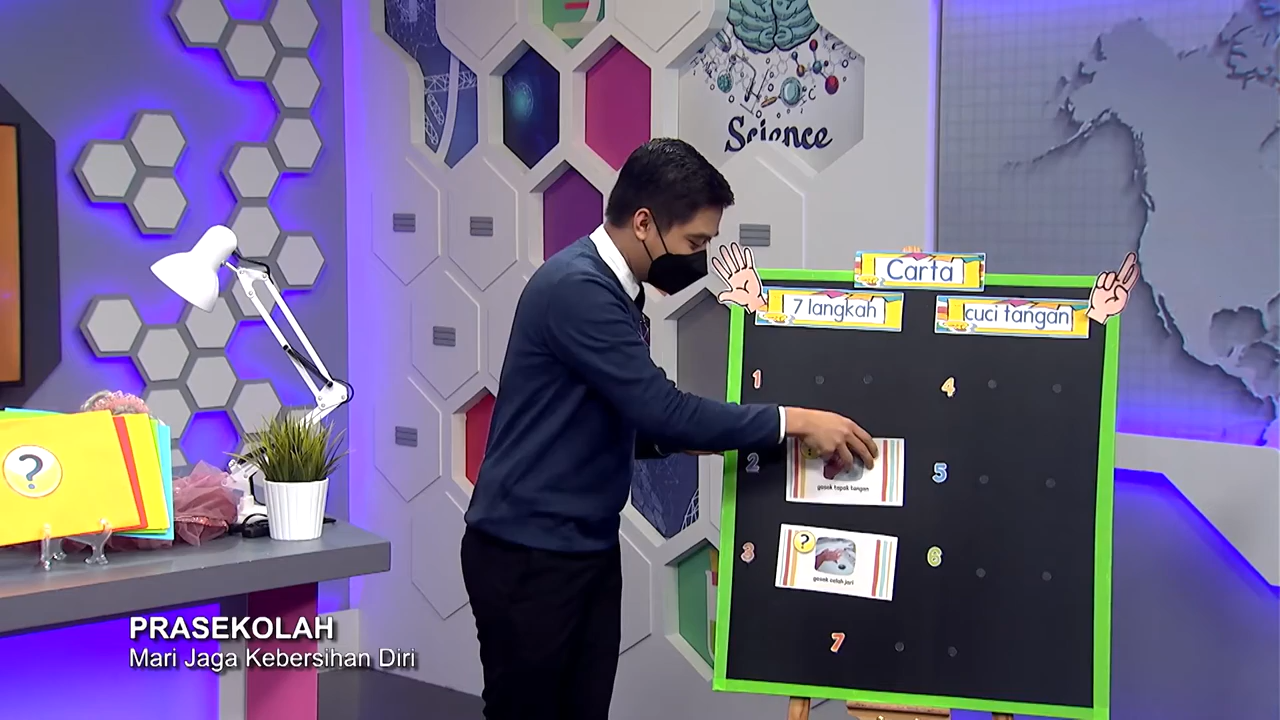 Science
Carta
7 langkah
cuci tangan
1
4
2
gosok tapak tangan
5
3
?
gosok celah jari
6
7
?
PRASEKOLAH
Mari Jaga Kebersihan Diri